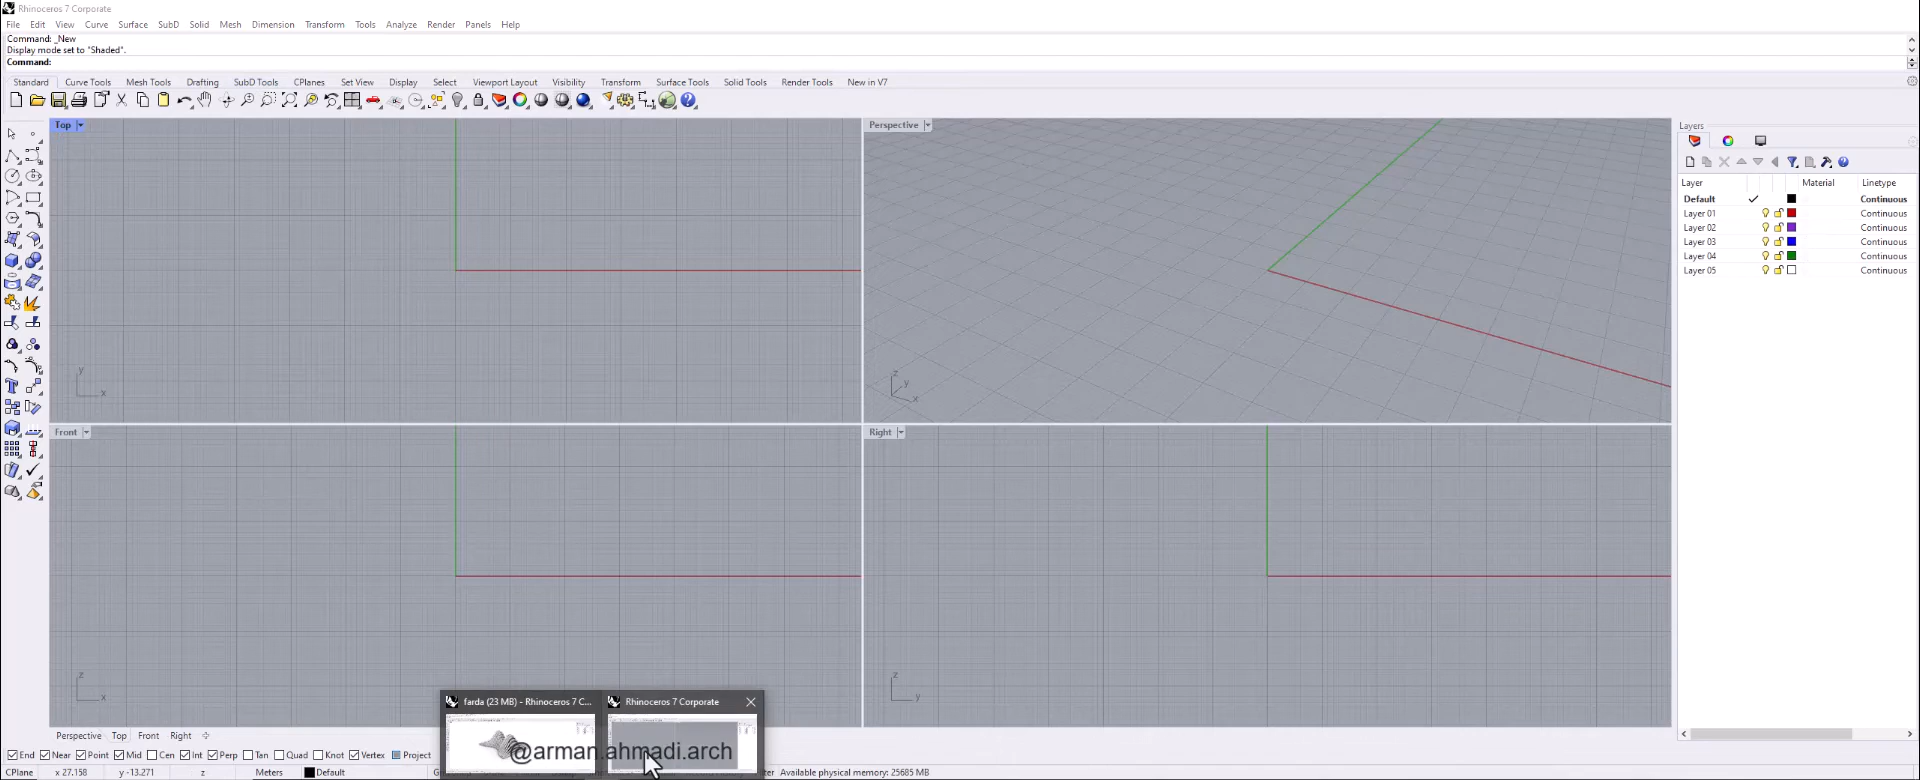 Rhinoceros 7 Corporate
File Edit View Curve Surface SubD Solid Mesh Dimension Transform Tools Analyze Render Panels Help
Command: _New
Display mode set to "Shaded".
Command:
Standard Curve Tools Mesh Tools Drafting SubD Tools CPlanes Set View Display Select Viewport Layout Visibility Transform Surface Tools Solid Tools Render Tools New in V7
Top
Perspective
Layers
Layer Material Linetype
Default Continuous
Layer 01 Continuous
Layer 02 Continuous
Layer 03 Continuous
Layer 04 Continuous
Layer 05 Continuous
y
x
z
y
x
Front
Right
z
x
z
y
farda (23 MB) - Rhinoceros 7 C...
Rhinoceros 7 Corporate
@arman.ahmadi.arch
Perspective Top Front Right
End Near Point Mid Cen Int Perp Tan Quad Knot Vertex Project
CPlane x 27.158 y -13.271 z Meters Default Available physical memory: 25685 MB